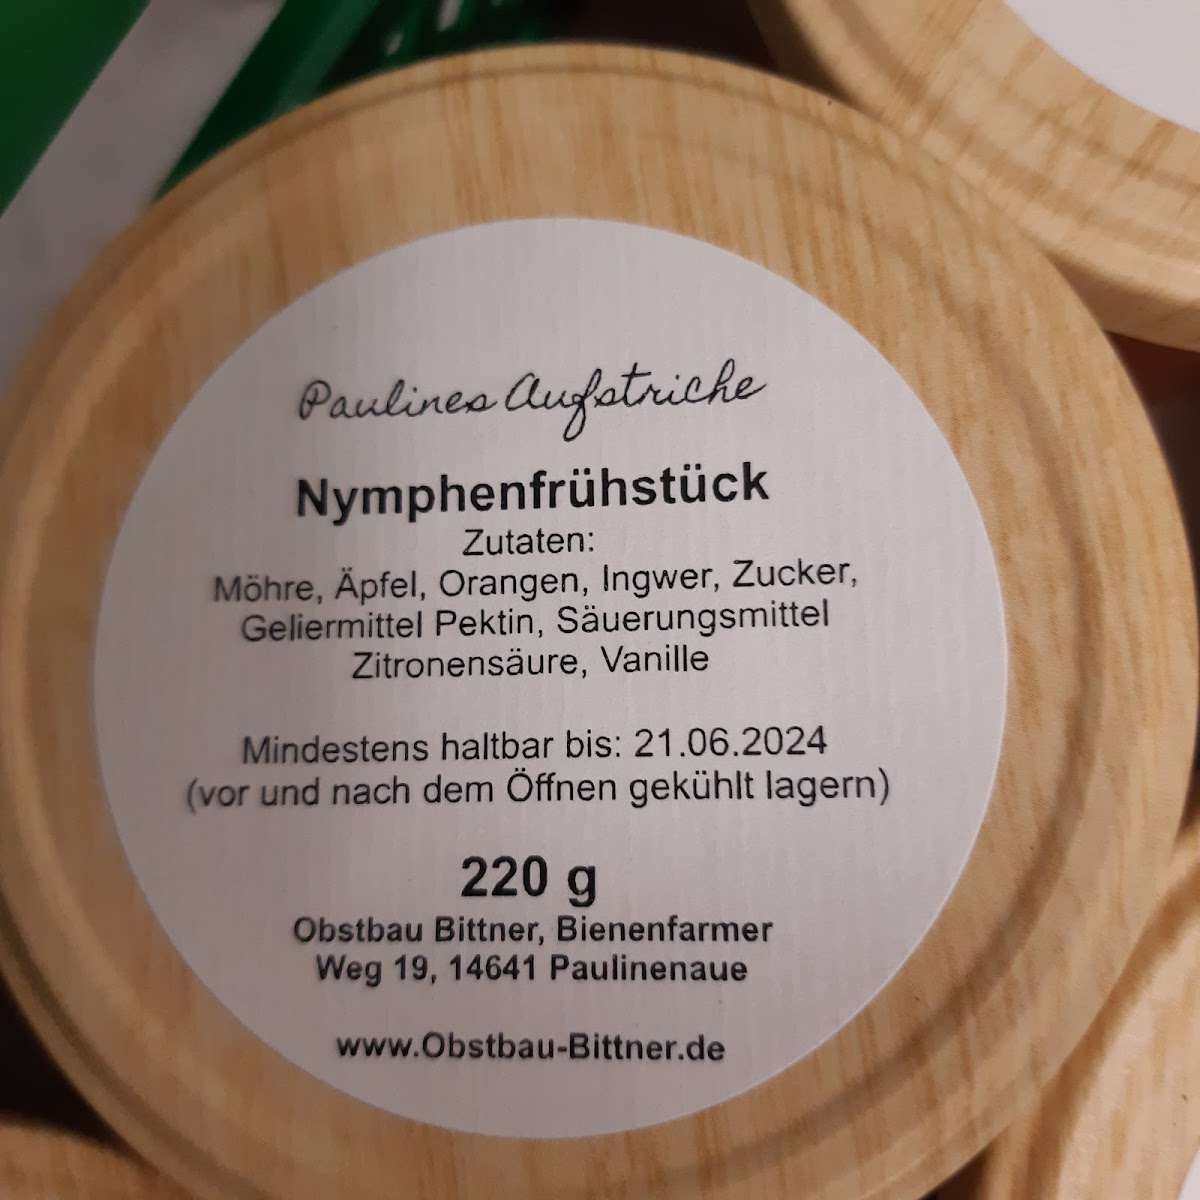 Paulines Aufstriche
Nymphenfrühstück
Zutaten:
Möhre, Äpfel, Orangen, Ingwer, Zucker,
Geliermittel Pektin, Säuerungsmittel
Zitronensäure, Vanille
Mindestens haltbar bis: 21.06.2024
(vor und nach dem Öffnen gekühlt lagern)
220 g
Obstbau Bittner, Bienenfarmer
Weg 19, 14641 Paulinenaue
www.Obstbau-Bittner.de